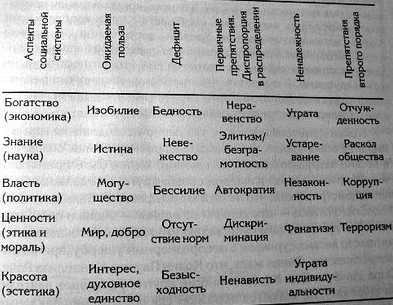 Аспекты социальной системы | Ожидаемая польза | Дефицит | Первичные препятствия. Диспропорции в распределении | Ненадежность | Препятствия второго порядка
Богатство (экономика) | Изобилие | Бедность | Нера-венство | Утрата | Отчуж-денность
Знание (наука) | Истина | Неве-жество | Элитизм/безгра-мотность | Устаре-вание | Раскол общества
Власть (политика) | Могу-щество | Бессилие | Автократия | Незакон-ность | Корруп-ция
Ценности (этика и мораль) | Мир, добро | Отсут-ствие норм | Дискри-минация | Фанатизм | Терроризм
Красота (эстетика) | Интерес, духовное единство | Безыс-ходность | Ненависть | Утрата индивиду-альности